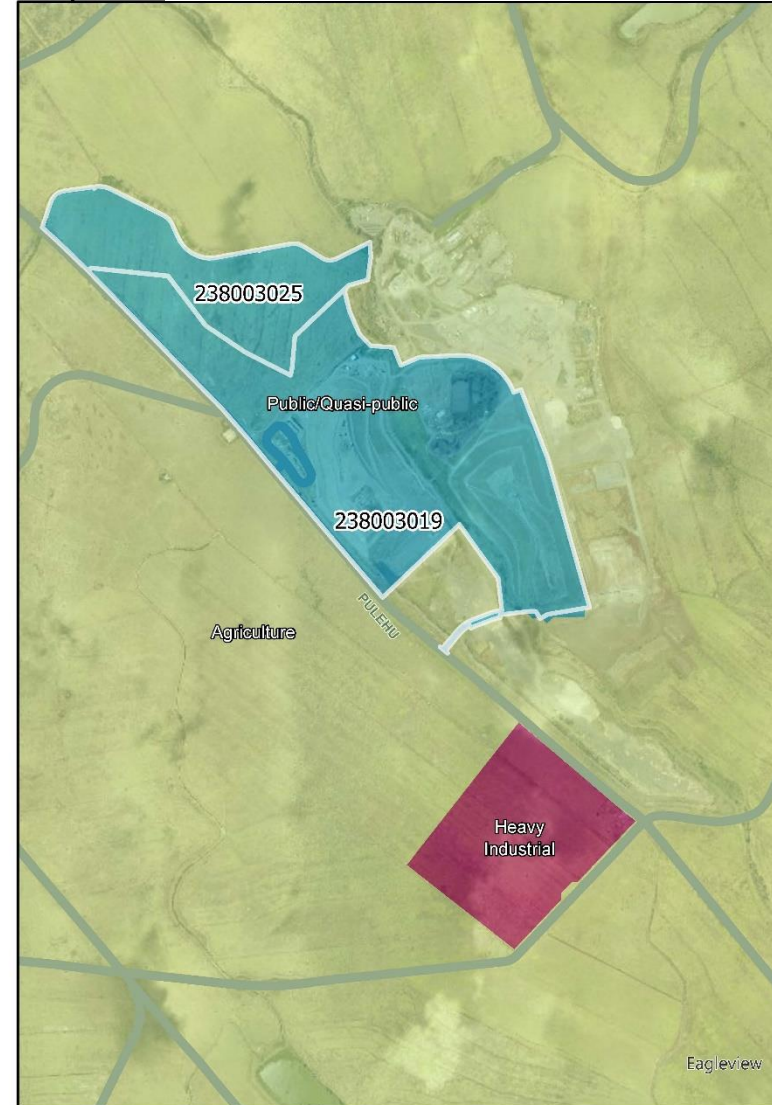 238003025
Public/Quasi-public
238003019
PULEHU
Agriculture
Heavy
Industrial
Eagleview